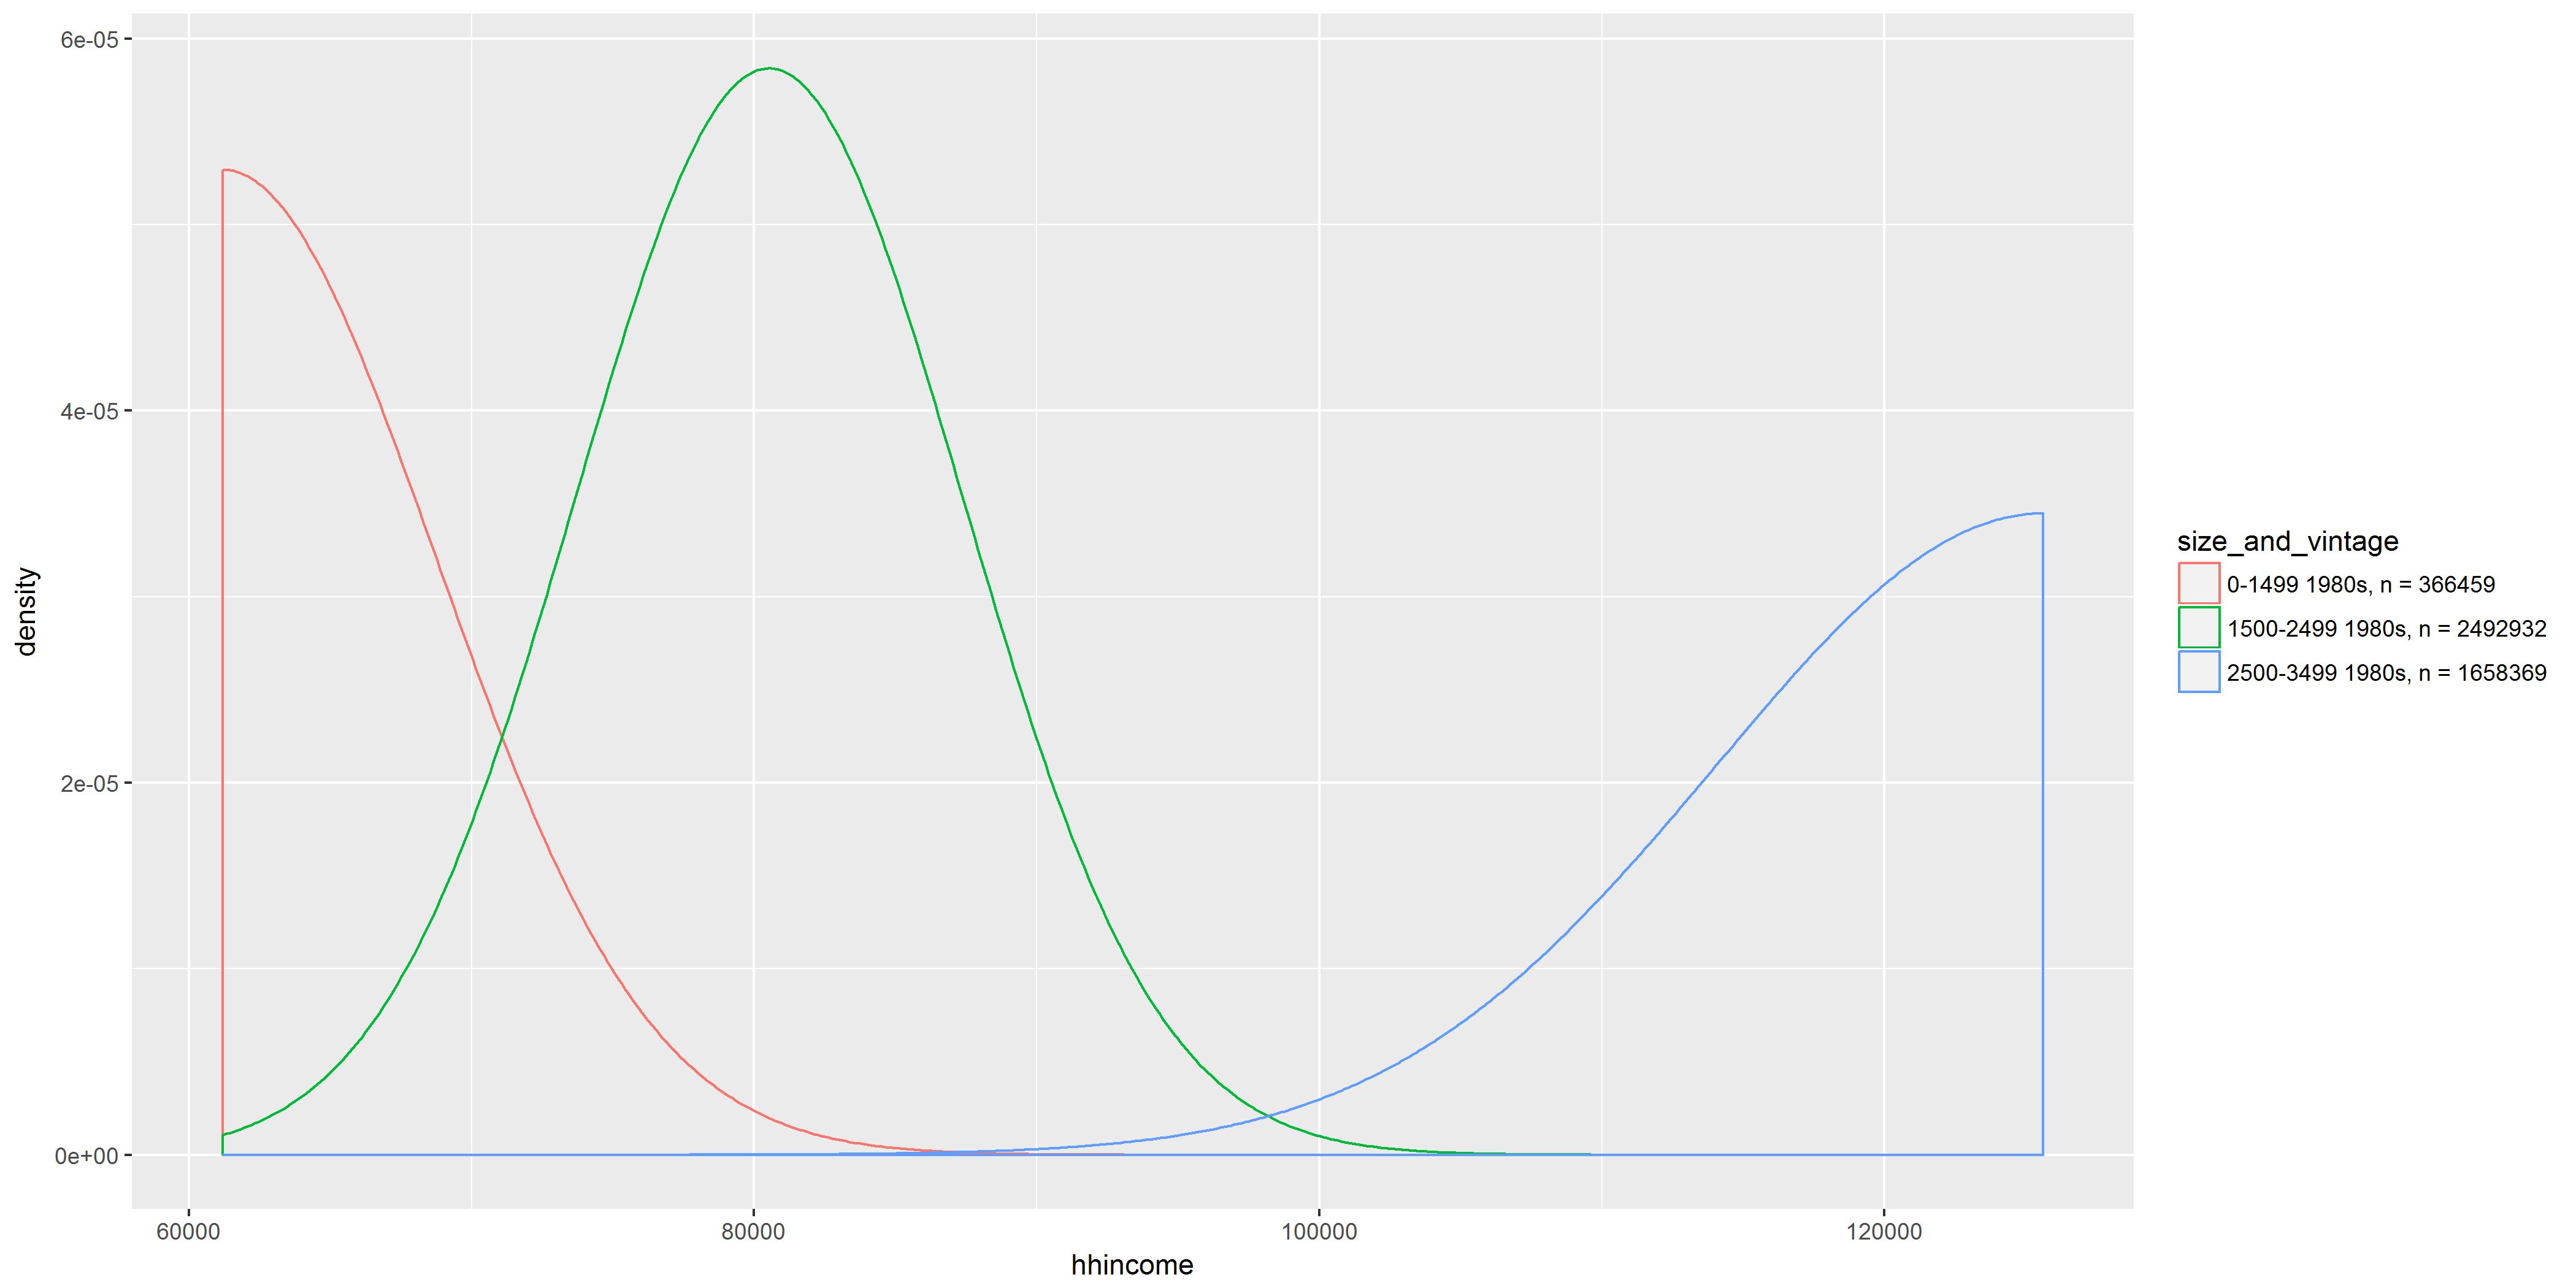 6e-05
4e-05
2e-05
0e+00
density
60000
80000
100000
120000
hhincome
size_and_vintage
0-1499 1980s, n = 366459
1500-2499 1980s, n = 2492932
2500-3499 1980s, n = 1658369